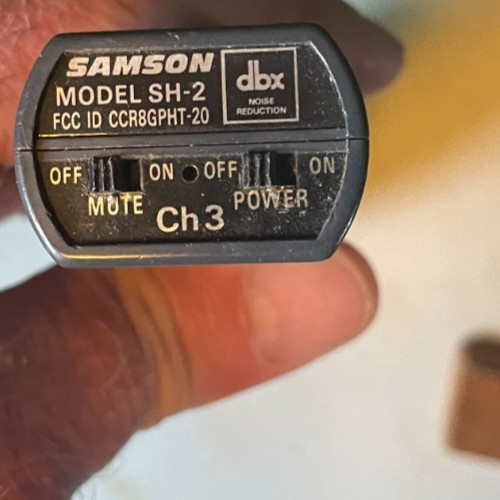 SAMSON
MODEL SH-2
FCC ID CCR8GPHT-20
dbx
NOISE
REDUCTION
OFF ON OFF ON
MUTE POWER
Ch3